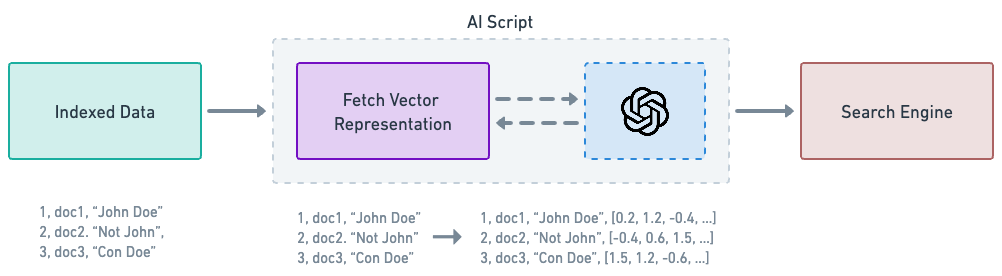 AI Script
Indexed Data
Fetch Vector
Representation
Search Engine
1, doc1, “John Doe”
2, doc2. “Not John”,
3, doc3, “Con Doe”
1, doc1, “John Doe”
2, doc2. “Not John”
3, doc3, “Con Doe”
1, doc1, “John Doe”, [0.2, 1.2, -0.4, ...]
2, doc2, “Not John”, [-0.4, 0.6, 1.5, ...]
3, doc3, “Con Doe”, [1.5, 1.2, -0.6, ...]